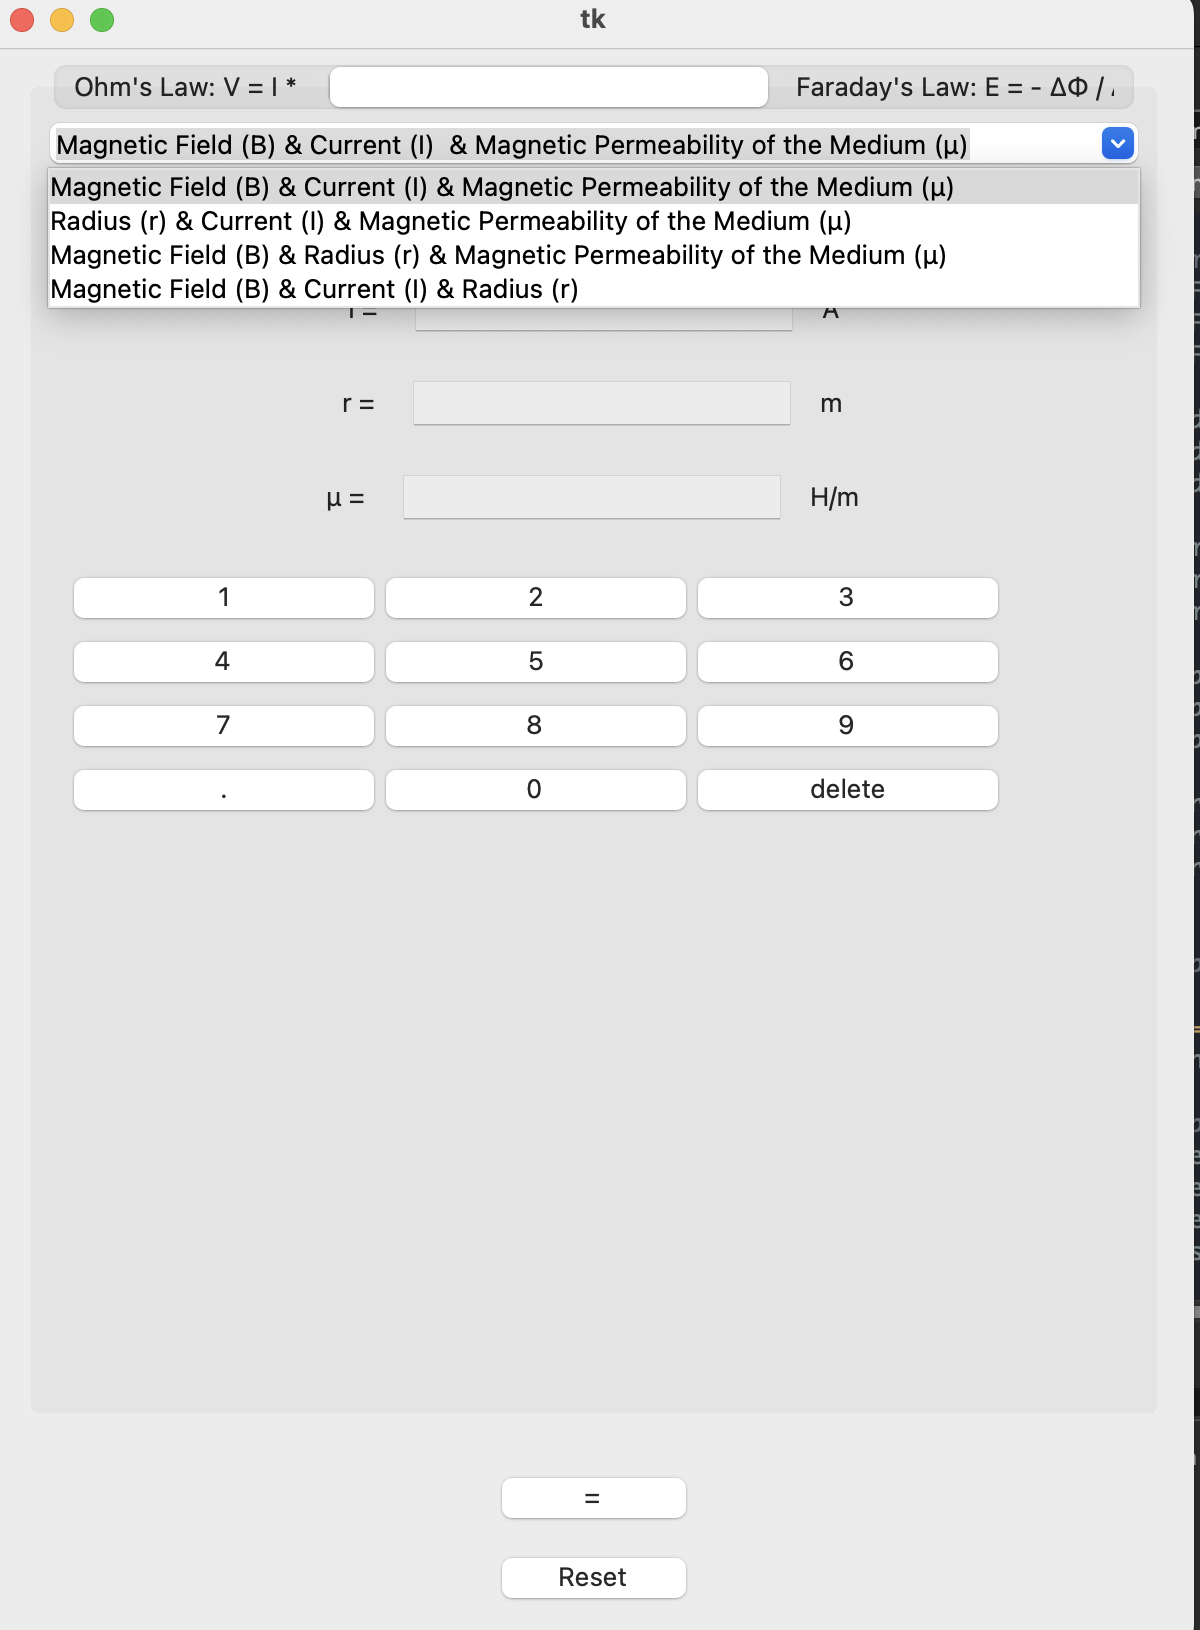 tk
Ohm's Law: V = I *
Faraday's Law: E = - ΔΦ /
Magnetic Field (B) & Current (I)  & Magnetic Permeability of the Medium (μ)
Magnetic Field (B) & Current (I) & Magnetic Permeability of the Medium (μ)
Radius (r) & Current (I) & Magnetic Permeability of the Medium (μ)
Magnetic Field (B) & Radius (r) & Magnetic Permeability of the Medium (μ)
Magnetic Field (B) & Current (I) & Radius (r)
I = A
r = m
μ = H/m
1 2 3
4 5 6
7 8 9
. 0 delete
=
Reset